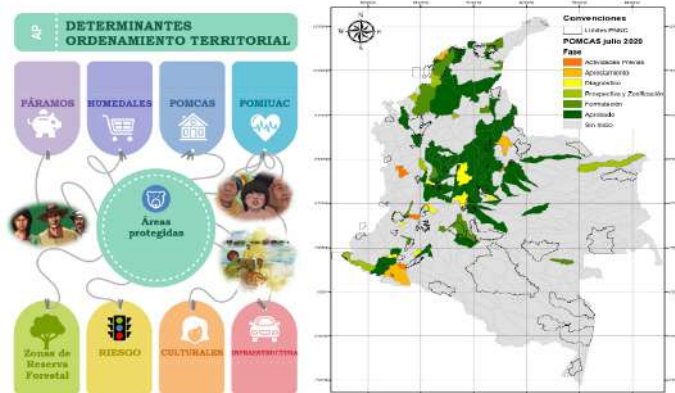 AP
DETERMINANTES
ORDENAMIENTO TERRITORIAL
PÁRAMOS
HUMEDALES
POMCAS
POMIUAC
Áreas
protegidas
Zonas de
Reserva
Forestal
RIESGO
CULTURALES
INFRAESTRUCTURA
Convenciones
Límites PNNC
POMCAS julio 2020
Fase
Actividades Previas
Aprestamiento
Diagnóstico
Prospectiva y Zonificación
Formulación
Aprobado
Sin Inicio